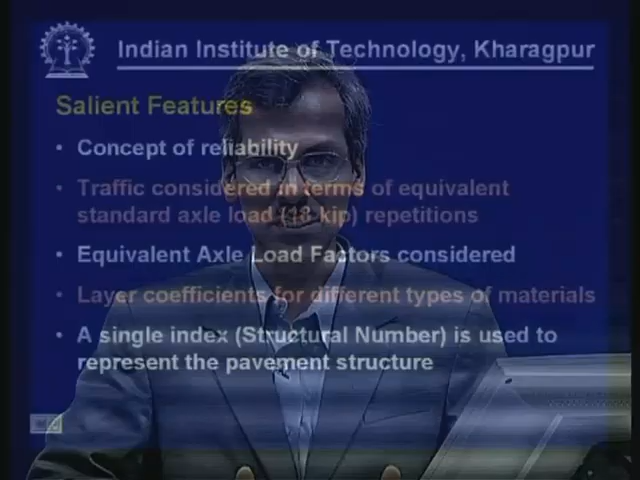 Indian Institute of Technology, Kharagpur
Salient Features
• Concept of reliability
• Traffic considered in terms of equivalent
standard axle load (18 kip) repetitions
• Equivalent Axle Load Factors considered
• Layer coefficients for different types of materials
• A single index (Structural Number) is used to
represent the pavement structure